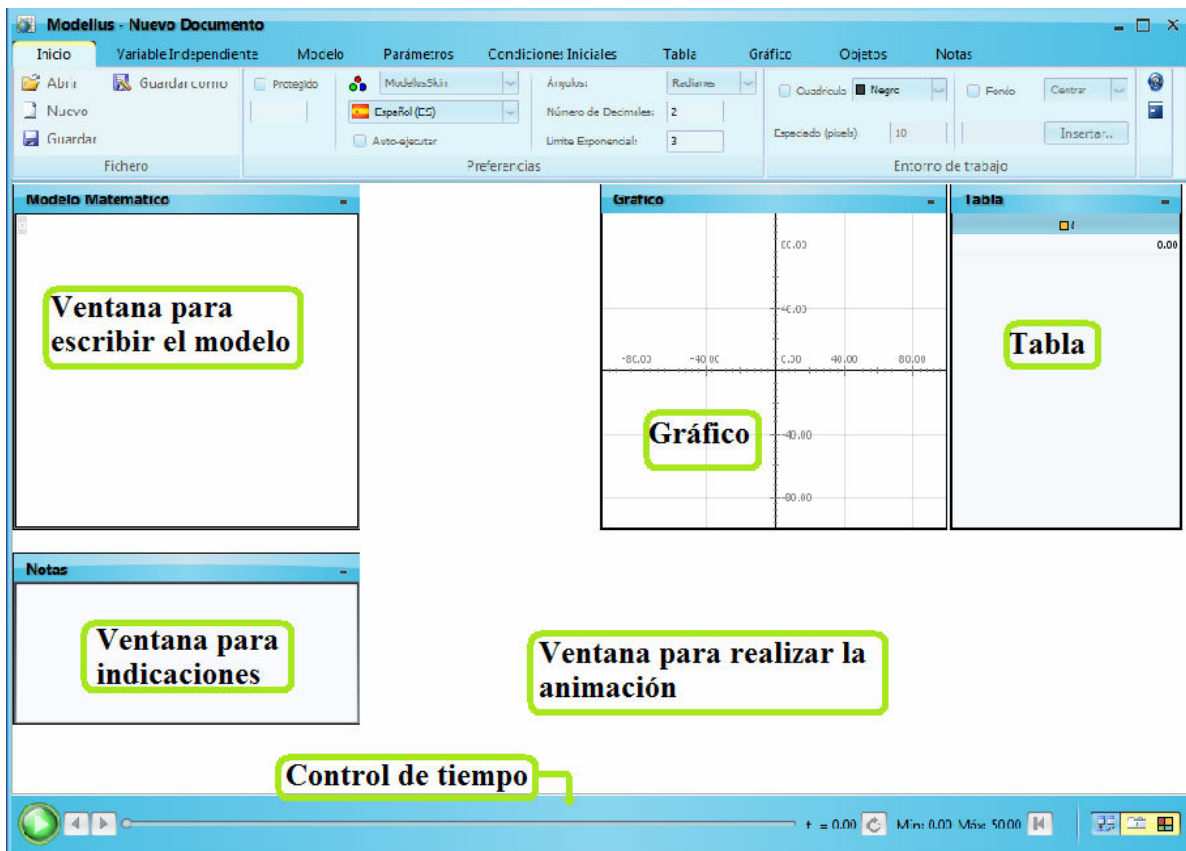 Modellus - Nuevo Documento
Inicio Variable Independiente Modelo Parámetros Condiciones Iniciales Tabla Gráfico Objetos Notas
Abrir Guardar como Protegido ModellusSkin Ángulos: Radianes Cuadrícula Negro Fondo Centrar
Nuevo Español (ES) Número de Decimales: 2 Espaciado (pixels) 10 Insertar...
Guardar Auto-ejecutar Límite Exponencial: 3
Fichero Preferencias Entorno de trabajo
Modelo Matemático
Ventana para
escribir el modelo
Gráfico
80.00
40.00
-80.00 -40.00 0.00 40.00 80.00
-40.00
-80.00
Gráfico
Tabla
t
0.00
Tabla
Notas
Ventana para
indicaciones
Ventana para realizar la
animación
Control de tiempo
t = 0.00 Min: 0.00 Máx: 50.00